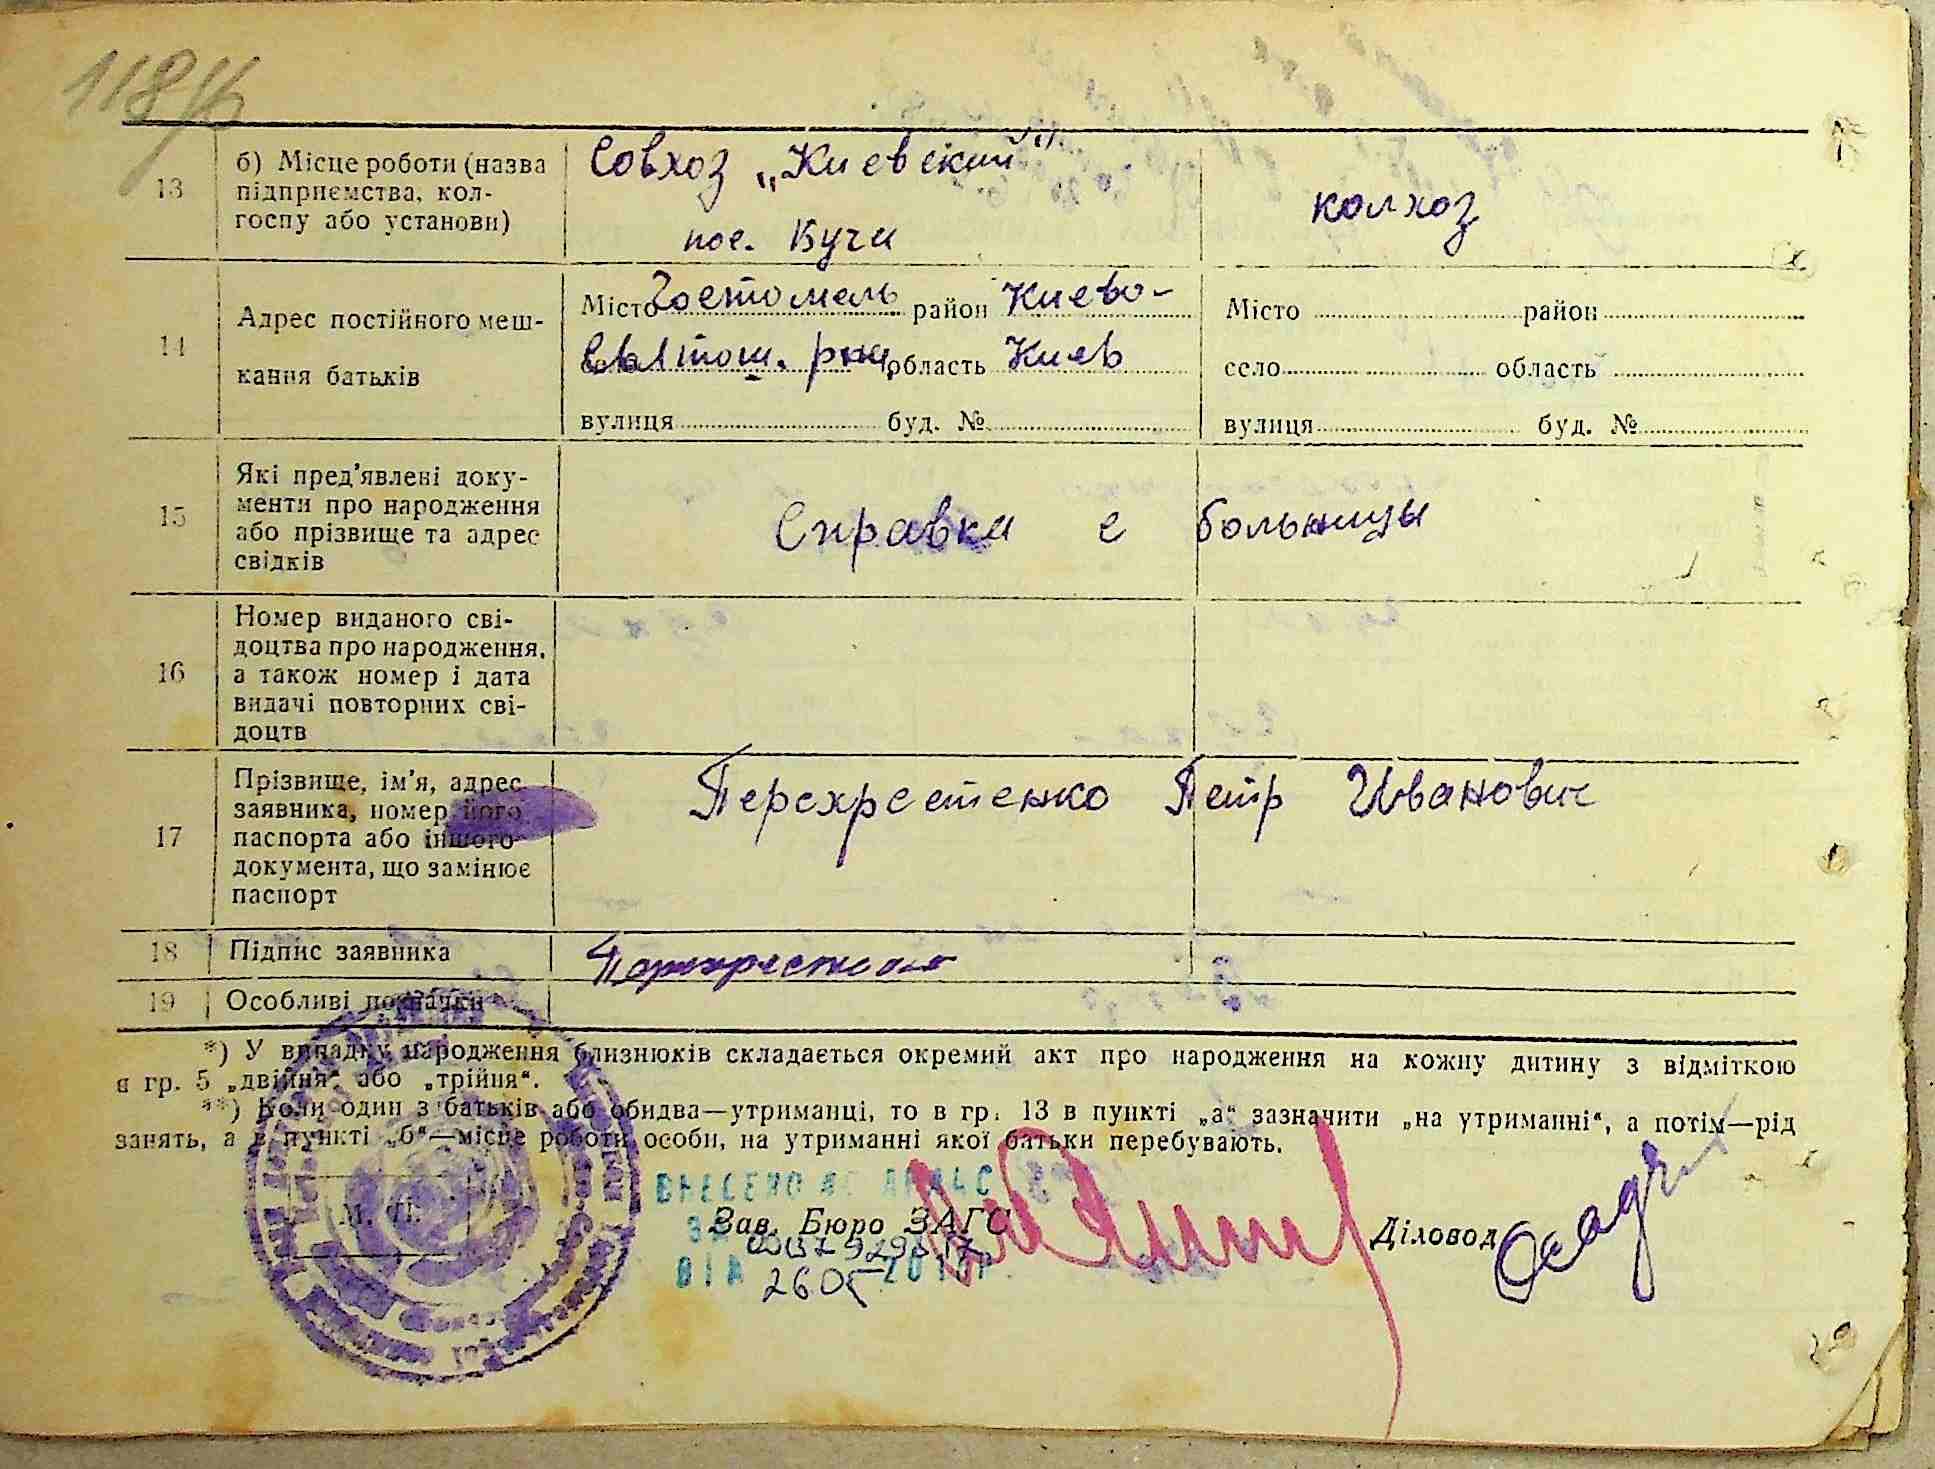 118
13
б) Місце роботи (назва
підприємства, кол-
госпу або установи)
Совхоз „Киевский“
пос. Бучи
колхоз
14
Адрес постійного меш-
кання батьків
Місто Гостомель район Киево-
Святош. р-на, область Киев
вулиця буд. №
Місто район
село область
вулиця буд. №
15
Які пред'явлені доку-
менти про народження
або прізвище та адрес
свідків
Справка с больницы
16
Номер виданого сві-
доцтва про народження,
а також номер і дата
видачі повторних сві-
доцтв
17
Прізвище, ім'я, адрес
заявника, номер його
паспорта або іншого
документа, що замінює
паспорт
Перехрестенко Петр Иванович
18
Підпис заявника
19
Особливі позначки
*) У випадку народження близнюків складається окремий акт про народження на кожну дитину з відміткою
в гр. 5 „двійня“ або „трійня“.
**) Коли один з батьків або обидва—утриманці, то в гр. 13 в пункті „а“ зазначити „на утриманні“, а потім—рід
занять, а в пункті „б“—місце роботи особи, на утриманні якої батьки перебувають.
М. П.
ВНЕСЕНО ДО ДРАЦС
Зав. Бюро ЗАГС
Діловод
ВІД 2605